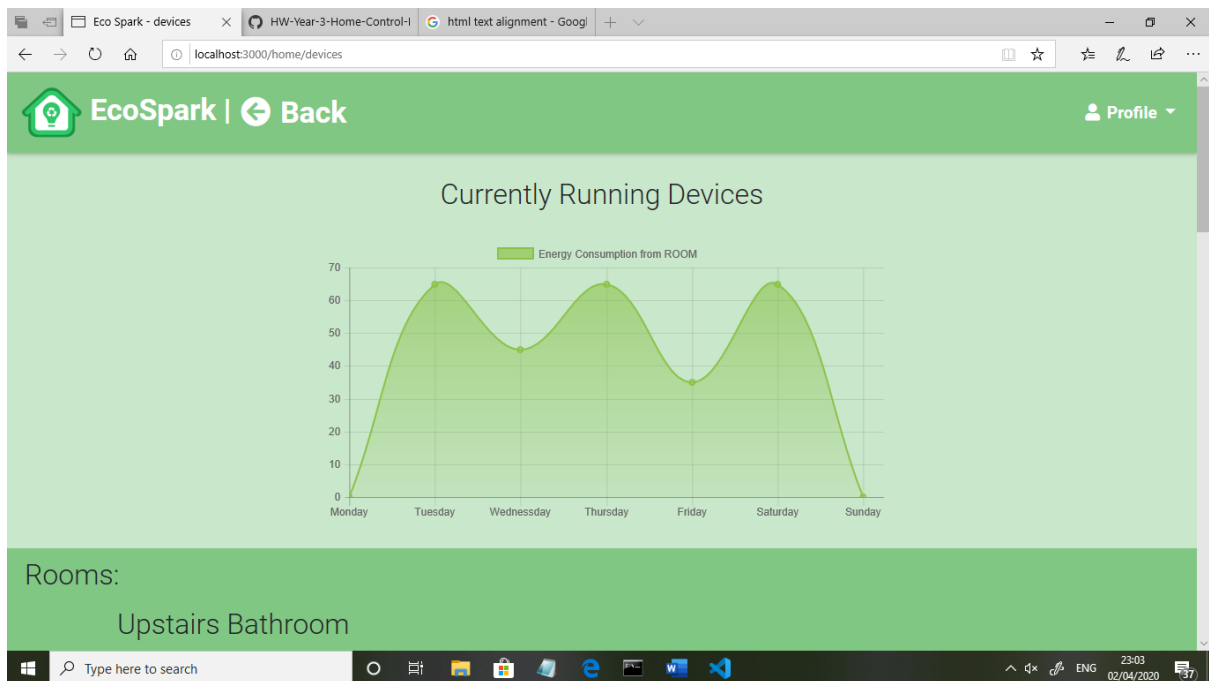 Eco Spark - devices
HW-Year-3-Home-Control-I
html text alignment - Googl
localhost:3000/home/devices
EcoSpark | Back
Profile
Currently Running Devices
Energy Consumption from ROOM
70
60
50
40
30
20
10
0
Monday Tuesday Wednessday Thursday Friday Saturday Sunday
Rooms:
Upstairs Bathroom
Type here to search
ENG
23:03
02/04/2020
37